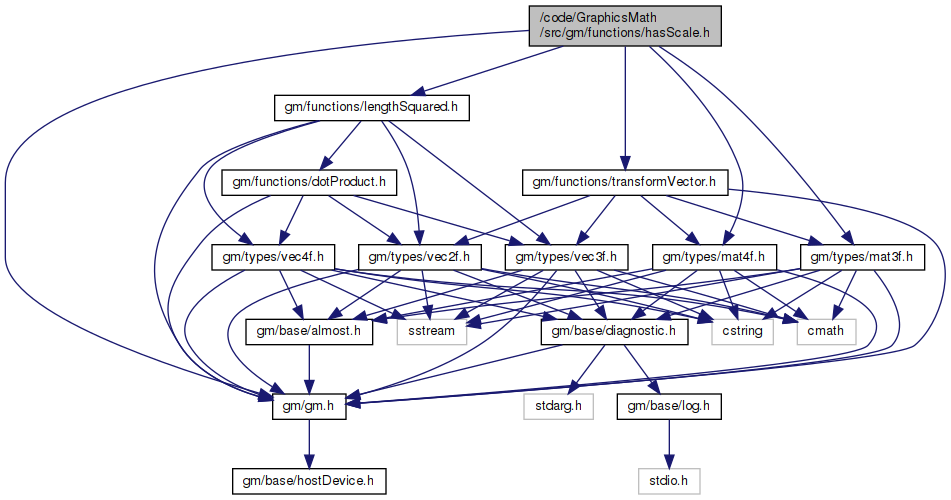 /code/GraphicsMath
/src/gm/functions/hasScale.h
gm/functions/lengthSquared.h
gm/functions/dotProduct.h
gm/functions/transformVector.h
gm/types/vec4f.h
gm/types/vec2f.h
gm/types/vec3f.h
gm/types/mat4f.h
gm/types/mat3f.h
gm/base/almost.h
sstream
gm/base/diagnostic.h
cstring
cmath
gm/gm.h
stdarg.h
gm/base/log.h
gm/base/hostDevice.h
stdio.h